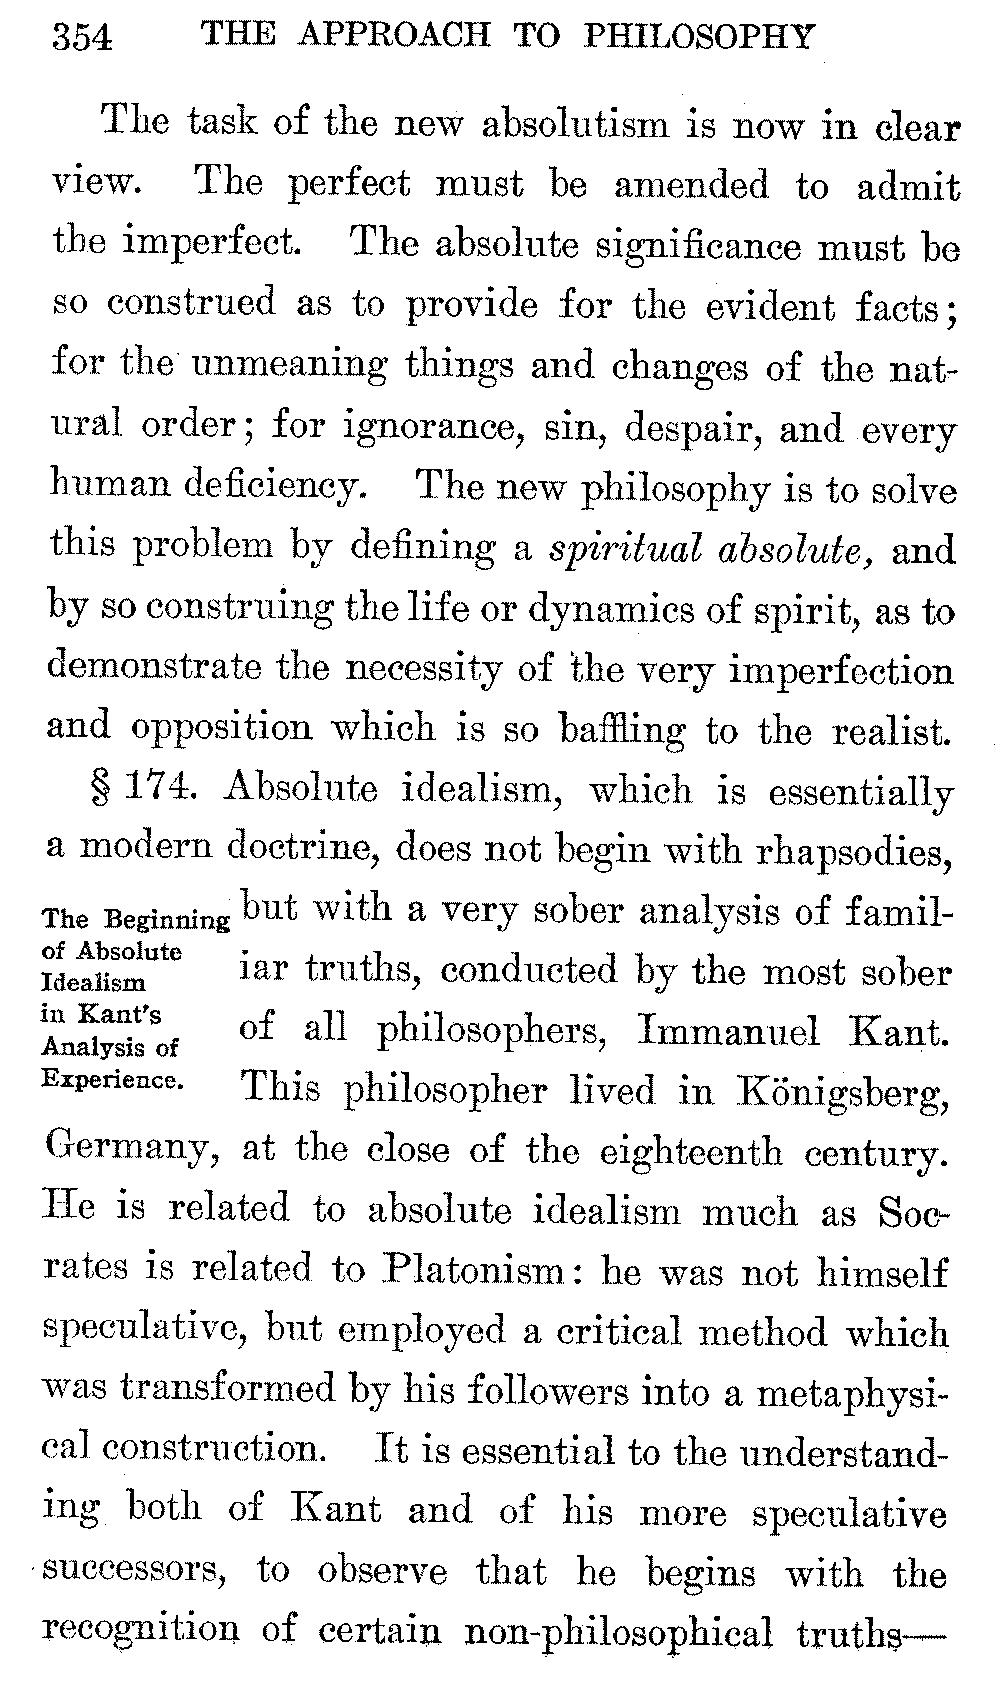 354 THE APPROACH TO PHILOSOPHY
The task of the new absolutism is now in clear
view. The perfect must be amended to admit
the imperfect. The absolute significance must be
so construed as to provide for the evident facts;
for the unmeaning things and changes of the nat-
ural order; for ignorance, sin, despair, and every
human deficiency. The new philosophy is to solve
this problem by defining a spiritual absolute, and
by so construing the life or dynamics of spirit, as to
demonstrate the necessity of the very imperfection
and opposition which is so baffling to the realist.
§ 174. Absolute idealism, which is essentially
a modern doctrine, does not begin with rhapsodies,
The Beginning
of Absolute
Idealism
in Kant's
Analysis of
Experience.
but with a very sober analysis of famil-
iar truths, conducted by the most sober
of all philosophers, Immanuel Kant.
This philosopher lived in Königsberg,
Germany, at the close of the eighteenth century.
He is related to absolute idealism much as Soc-
rates is related to Platonism: he was not himself
speculative, but employed a critical method which
was transformed by his followers into a metaphysi-
cal construction. It is essential to the understand-
ing both of Kant and of his more speculative
successors, to observe that he begins with the
recognition of certain non-philosophical truths—